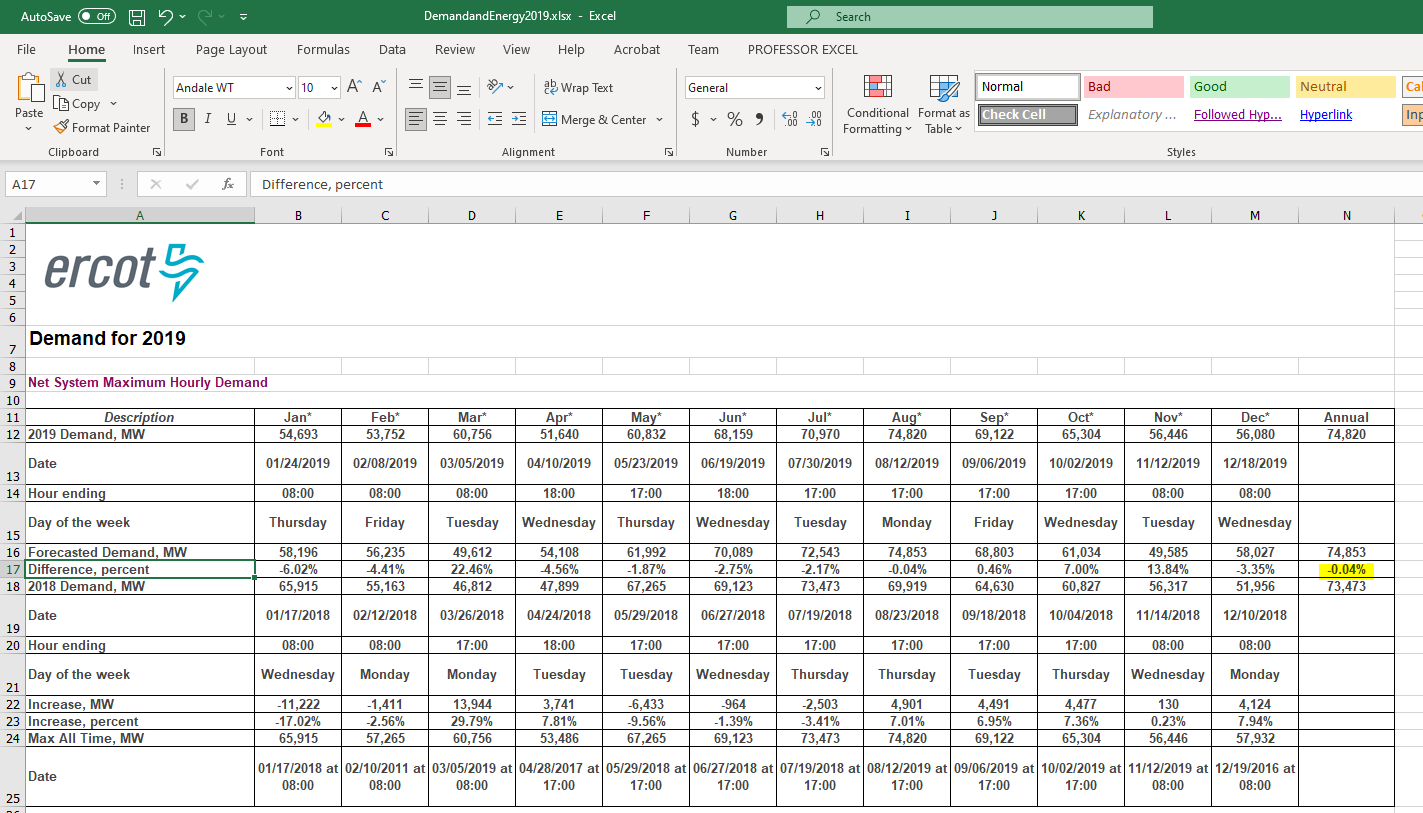 AutoSave Off DemandandEnergy2019.xlsx - Excel Search
File Home Insert Page Layout Formulas Data Review View Help Acrobat Team PROFESSOR EXCEL
Paste Cut Andale WT 10 Wrap Text General Conditional Formatting Format as Table Normal Bad Good Neutral
Copy B I U Merge & Center $ % Check Cell Explanatory ... Followed Hyp... Hyperlink
Format Painter
Clipboard Font Alignment Number Styles
A17 fx Difference, percent
A B C D E F G H I J K L M N
1
2
3
ercot
4
5
6
7 Demand for 2019
8
9 Net System Maximum Hourly Demand
10
11 Description Jan* Feb* Mar* Apr* May* Jun* Jul* Aug* Sep* Oct* Nov* Dec* Annual
12 2019 Demand, MW 54,693 53,752 60,756 51,640 60,832 68,159 70,970 74,820 69,122 65,304 56,446 56,080 74,820
13 Date 01/24/2019 02/08/2019 03/05/2019 04/10/2019 05/23/2019 06/19/2019 07/30/2019 08/12/2019 09/06/2019 10/02/2019 11/12/2019 12/18/2019
14 Hour ending 08:00 08:00 08:00 18:00 17:00 18:00 17:00 17:00 17:00 17:00 08:00 08:00
15 Day of the week Thursday Friday Tuesday Wednesday Thursday Wednesday Tuesday Monday Friday Wednesday Tuesday Wednesday
16 Forecasted Demand, MW 58,196 56,235 49,612 54,108 61,992 70,089 72,543 74,853 68,803 61,034 49,585 58,027 74,853
17 Difference, percent -6.02% -4.41% 22.46% -4.56% -1.87% -2.75% -2.17% -0.04% 0.46% 7.00% 13.84% -3.35% -0.04%
18 2018 Demand, MW 65,915 55,163 46,812 47,899 67,265 69,123 73,473 69,919 64,630 60,827 56,317 51,956 73,473
19 Date 01/17/2018 02/12/2018 03/26/2018 04/24/2018 05/29/2018 06/27/2018 07/19/2018 08/23/2018 09/18/2018 10/04/2018 11/14/2018 12/10/2018
20 Hour ending 08:00 08:00 17:00 18:00 17:00 17:00 17:00 17:00 17:00 17:00 08:00 08:00
21 Day of the week Wednesday Monday Monday Tuesday Tuesday Wednesday Thursday Thursday Tuesday Thursday Wednesday Monday
22 Increase, MW -11,222 -1,411 13,944 3,741 -6,433 -964 -2,503 4,901 4,491 4,477 130 4,124
23 Increase, percent -17.02% -2.56% 29.79% 7.81% -9.56% -1.39% -3.41% 7.01% 6.95% 7.36% 0.23% 7.94%
24 Max All Time, MW 65,915 57,265 60,756 53,486 67,265 69,123 73,473 74,820 69,122 65,304 56,446 57,932
25 Date 01/17/2018 at 02/10/2011 at 03/05/2019 at 04/28/2017 at 05/29/2018 at 06/27/2018 at 07/19/2018 at 08/12/2019 at 09/06/2019 at 10/02/2019 at 11/12/2019 at 12/19/2016 at
08:00 08:00 08:00 17:00 17:00 17:00 17:00 17:00 17:00 17:00 08:00 08:00